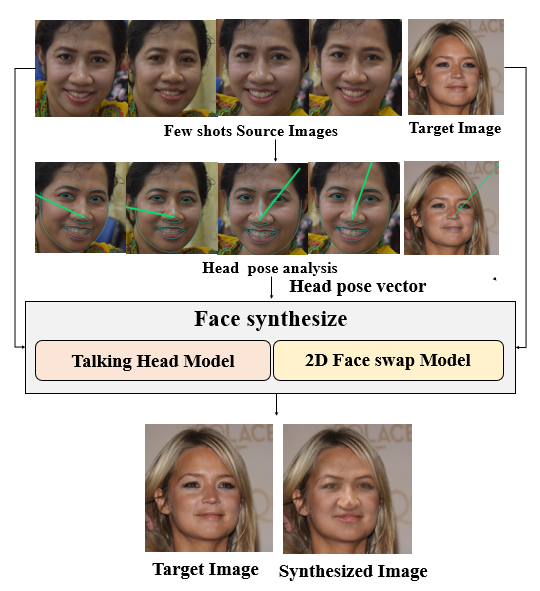 Few shots Source Images
Target Image
Head pose analysis
Head pose vector
Face synthesize
Talking Head Model
2D Face swap Model
LACE
Target Image
Synthesized Image